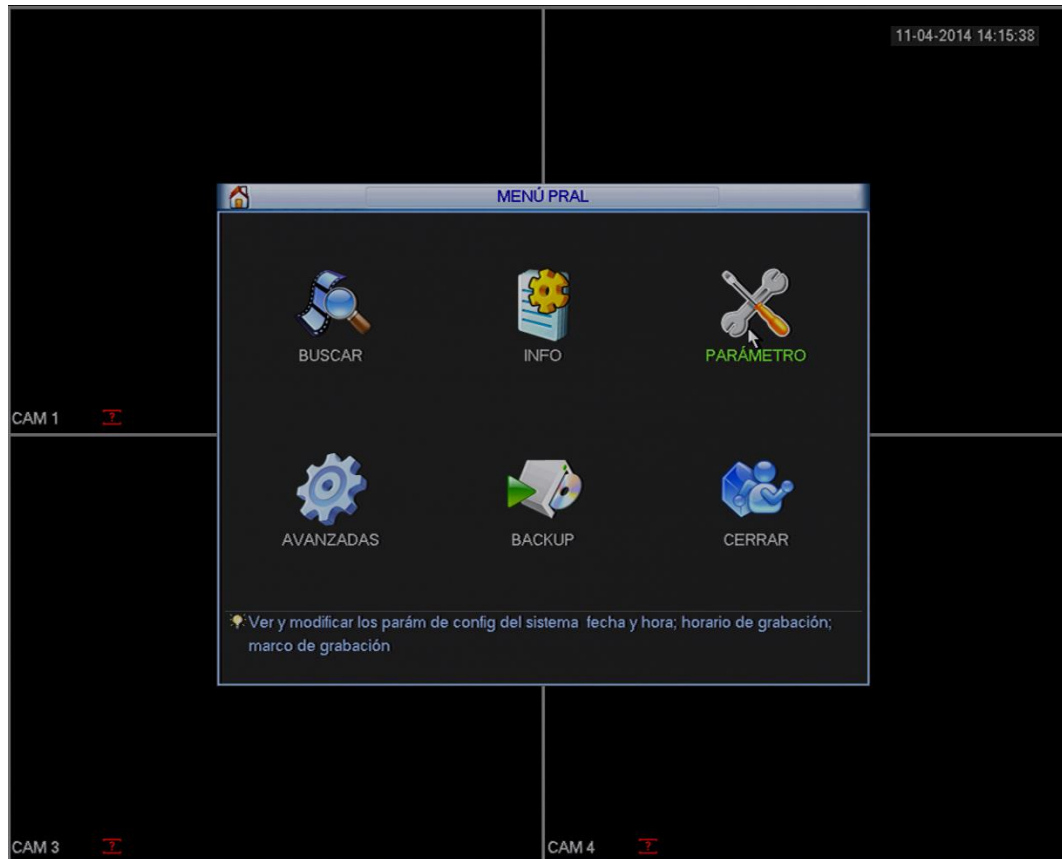 11-04-2014 14:15:38
MENÚ PRAL
BUSCAR
INFO
PARÁMETRO
CAM 1
?
AVANZADAS
BACKUP
CERRAR
Ver y modificar los parám de config del sistema fecha y hora; horario de grabación;
marco de grabación
CAM 3
?
CAM 4
?